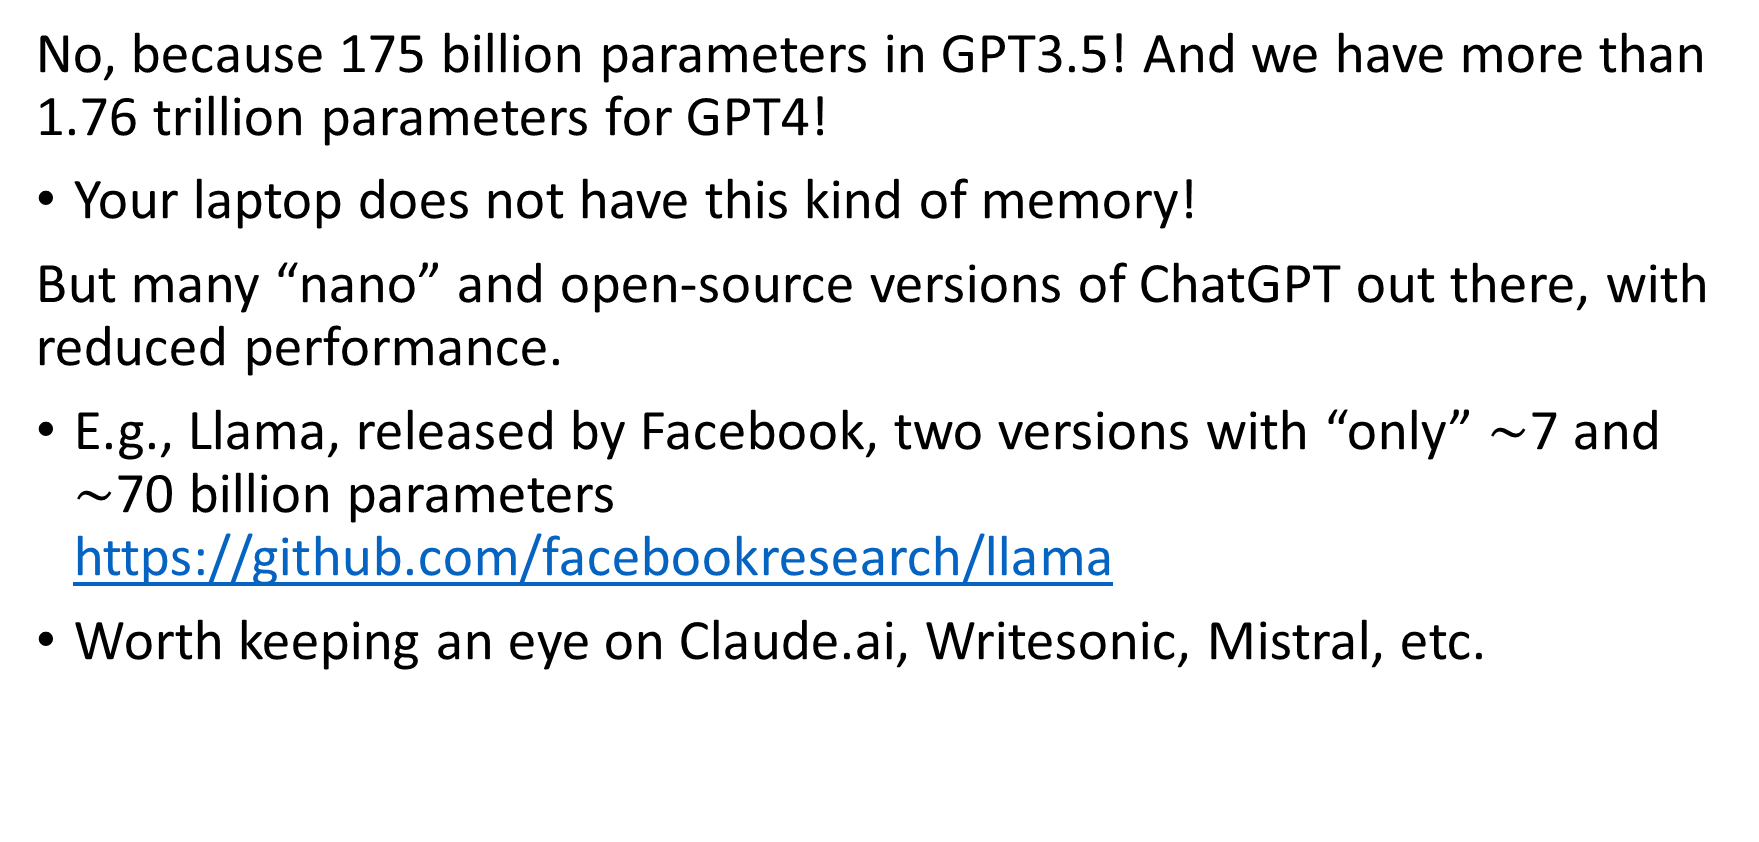 No, because 175 billion parameters in GPT3.5! And we have more than
1.76 trillion parameters for GPT4!
• Your laptop does not have this kind of memory!
But many “nano” and open-source versions of ChatGPT out there, with
reduced performance.
• E.g., Llama, released by Facebook, two versions with “only” ~7 and
~70 billion parameters
https://github.com/facebookresearch/llama
• Worth keeping an eye on Claude.ai, Writesonic, Mistral, etc.